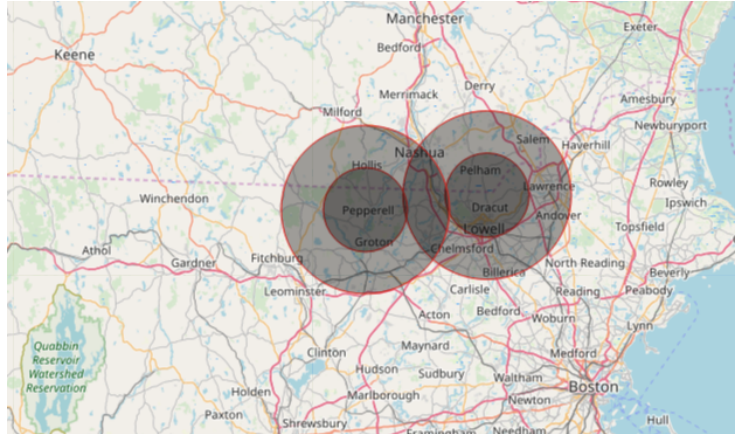 Manchester
Exeter
Keene
Bedford
Derry
Merrimack
Amesbury
Milford
Newburyport
Salem
Haverhill
Nashua
Hollis
Pelham
Lawrence
Rowley
Winchendon
Ipswich
Pepperell
Dracut
Andover
Topsfield
Lowell
Groton
Athol
Chelmsford
Fitchburg
Gardner
North Reading
Billerica
Beverly
Leominster
Carlisle
Reading
Peabody
Bedford
Acton
Woburn
Lynn
Quabbin
Reservoir
Watershed
Reservation
Maynard
Clinton
Medford
Hudson
Sudbury
Waltham
Boston
Holden
Marlborough
Newton
Paxton
Shrewsbury
Hull
Framingham
Needham